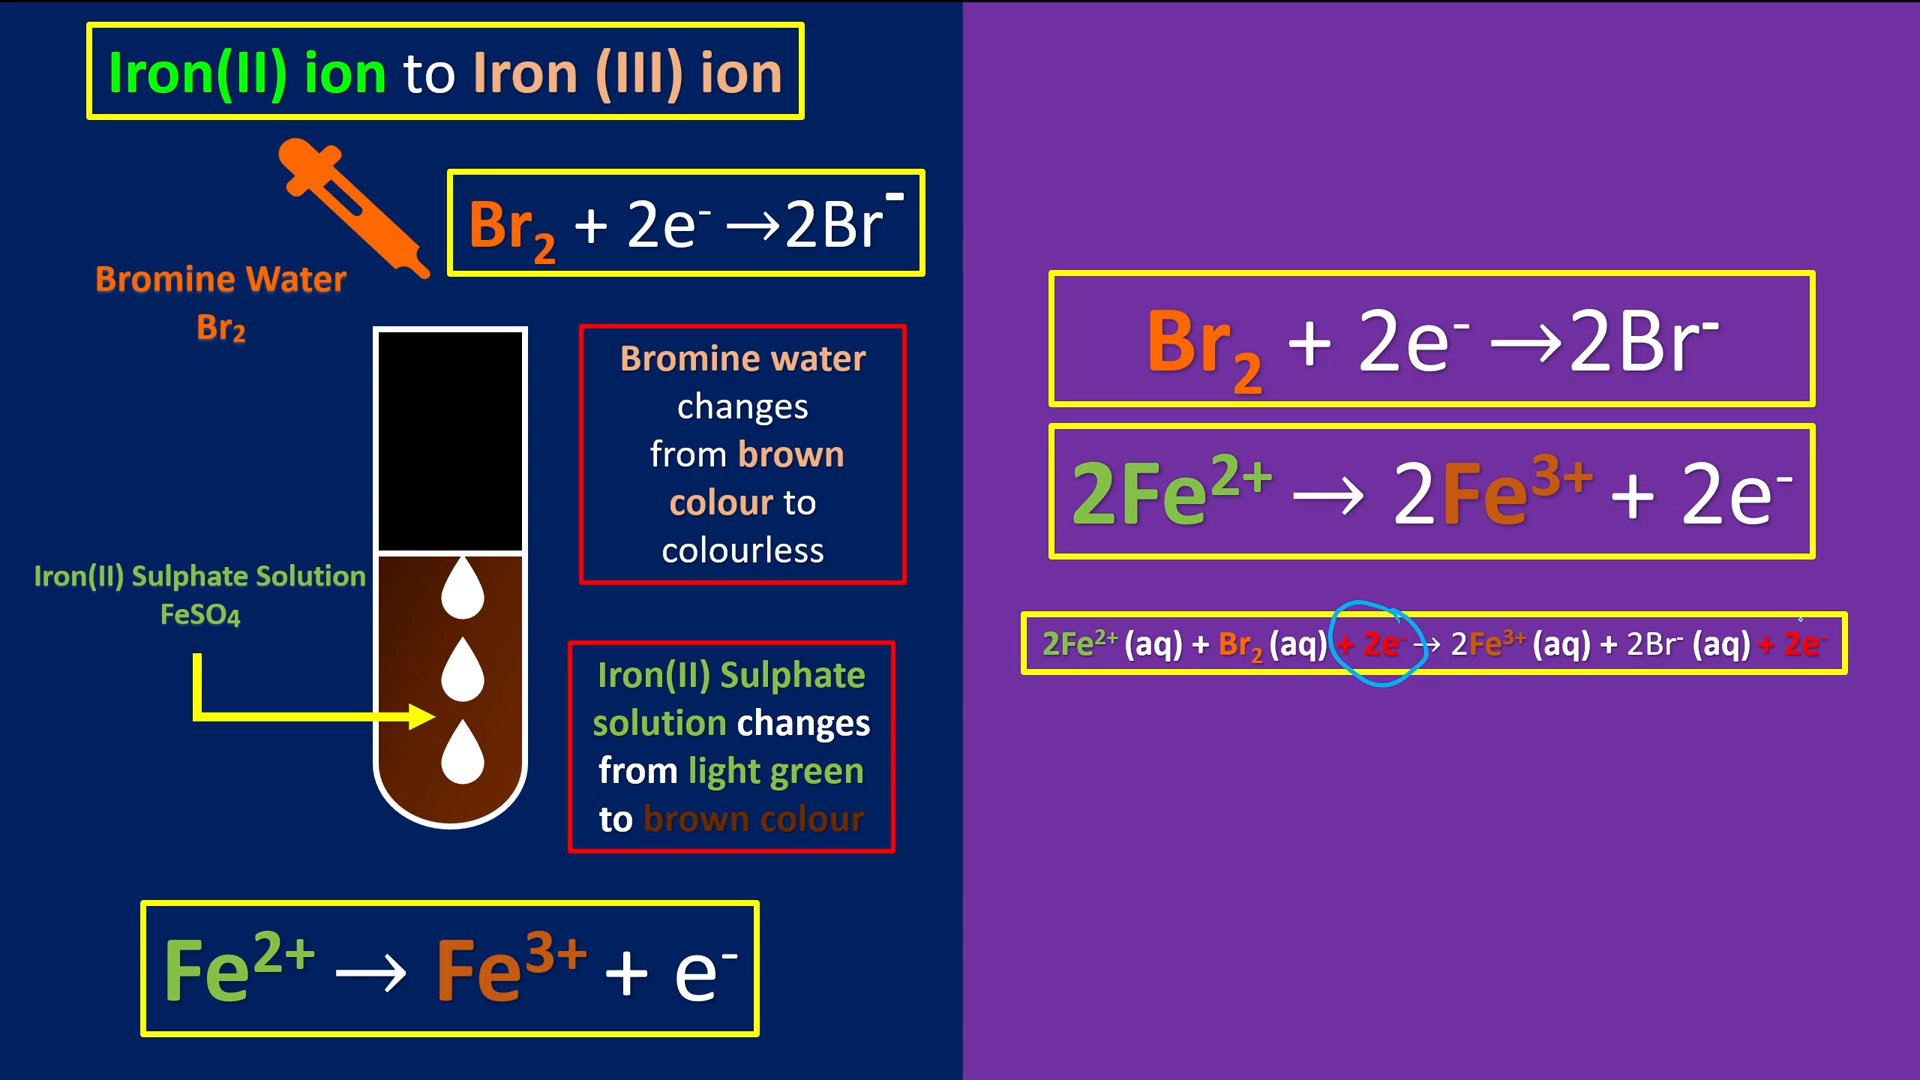 Iron(II) ion to Iron (III) ion
Br₂ + 2e⁻ →2Br⁻
Bromine Water
Br₂
Bromine water
changes
from brown
colour to
colourless
Iron(II) Sulphate Solution
FeSO₄
Iron(II) Sulphate
solution changes
from light green
to brown colour
Fe²⁺ → Fe³⁺ + e⁻
Br₂ + 2e⁻ →2Br⁻
2Fe²⁺ → 2Fe³⁺ + 2e⁻
2Fe²⁺ (aq) + Br₂ (aq) + 2e⁻ → 2Fe³⁺ (aq) + 2Br⁻ (aq) + 2e⁻